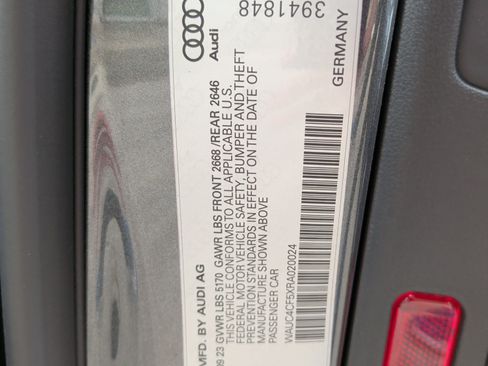 MFD. BY AUDI AG
09 23 GVWR LBS 5170 GAWR LBS FRONT 2668 /REAR 2646
THIS VEHICLE CONFORMS TO ALL APPLICABLE U.S.
FEDERAL MOTOR VEHICLE SAFETY, BUMPER AND THEFT
PREVENTION STANDARDS IN EFFECT ON THE DATE OF
MANUFACTURE SHOWN ABOVE
PASSENGER CAR
WAUC4CF5XRA020024
GERMANY
Audi
3941848